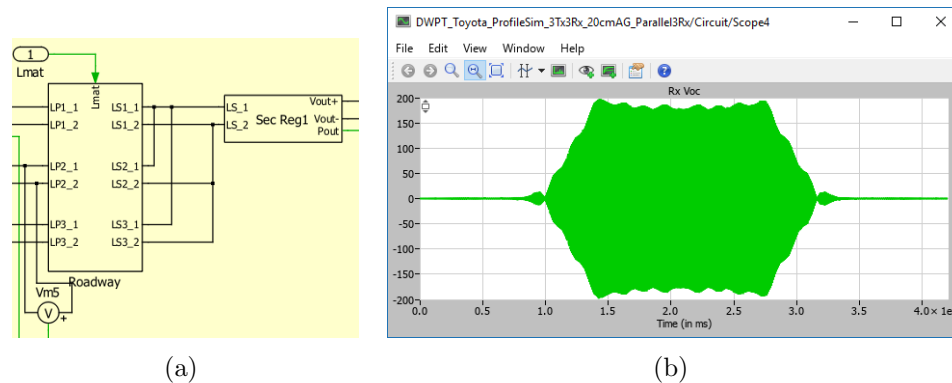 1
Lmat
Lmat
LP1_1
LP1_2
LP2_1
LP2_2
LP3_1
LP3_2
LS1_1
LS1_2
LS2_1
LS2_2
LS3_1
LS3_2
Roadway
LS_1
LS_2
Sec Reg1
Vout+
Vout-
Pout
Vm5
V
+
(a)
DWPT_Toyota_ProfileSim_3Tx3Rx_20cmAG_Parallel3Rx/Circuit/Scope4
File Edit View Window Help
Rx Voc
200
150
100
50
0
-50
-100
-150
-200
0.0 0.5 1.0 1.5 2.0 2.5 3.0 3.5 4.0× 1e
Time (in ms)
(b)